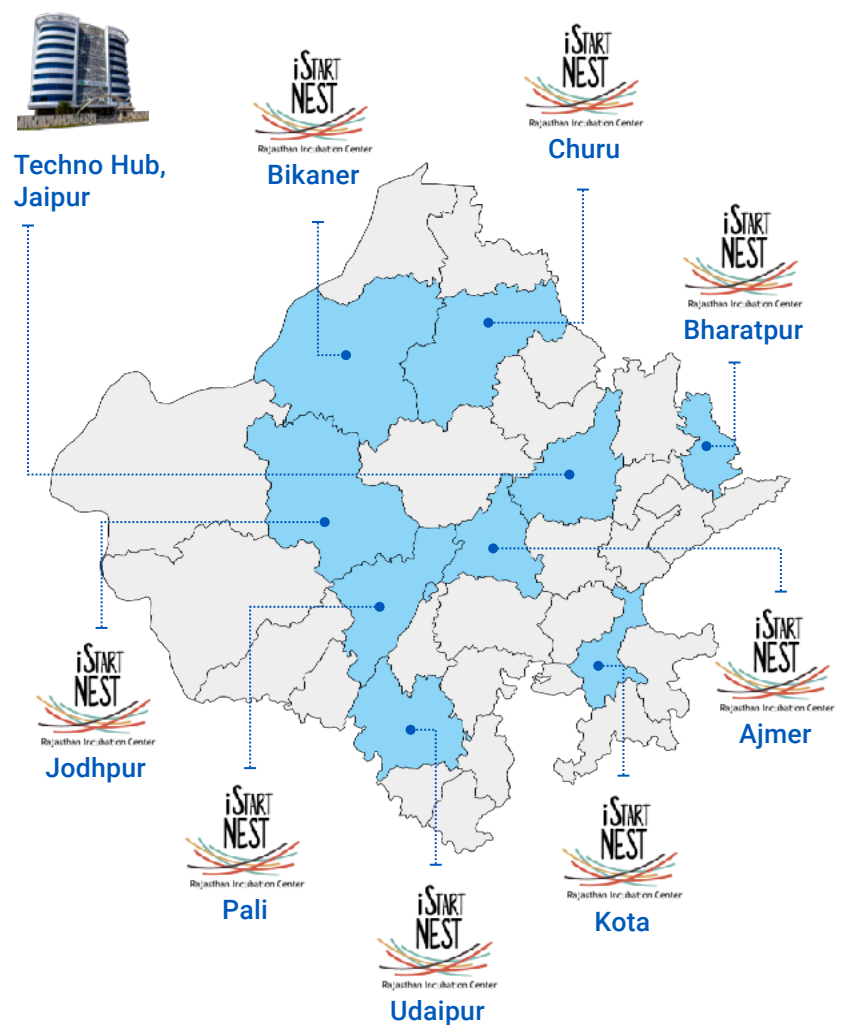 iSTART
NEST
Rajasthan Incubation Center
Churu
iSTART
NEST
Rajasthan Incubation Center
Bikaner
Techno Hub,
Jaipur
iSTART
NEST
Rajasthan Incubation Center
Bharatpur
iSTART
NEST
Rajasthan Incubation Center
Ajmer
iSTART
NEST
Rajasthan Incubation Center
Jodhpur
iSTART
NEST
Rajasthan Incubation Center
Pali
iSTART
NEST
Rajasthan Incubation Center
Kota
iSTART
NEST
Rajasthan Incubation Center
Udaipur